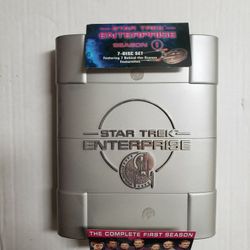 STAR TREK
ENTERPRISE
SEASON 1
7-DISC SET
Featuring 7 Behind-the-Scenes
Featurettes
STAR TREK
ENTERPRISE
THE COMPLETE FIRST SEASON